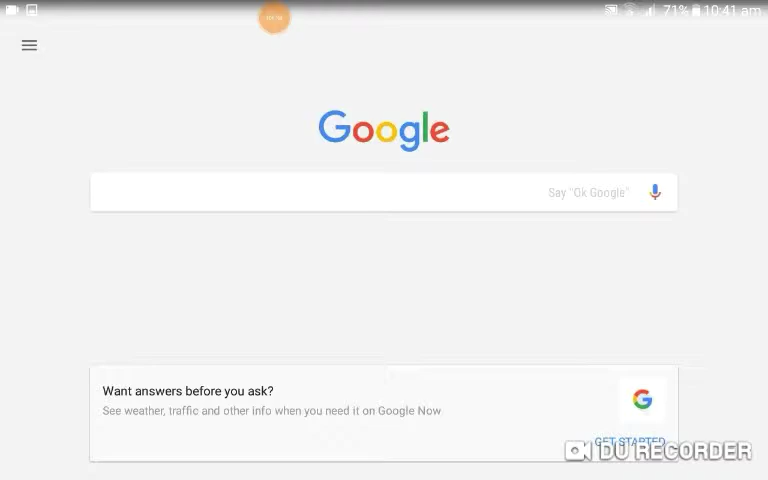 71% 10:41 am
Google
Say "Ok Google"
Want answers before you ask?
See weather, traffic and other info when you need it on Google Now
GET STARTED
DU RECORDER